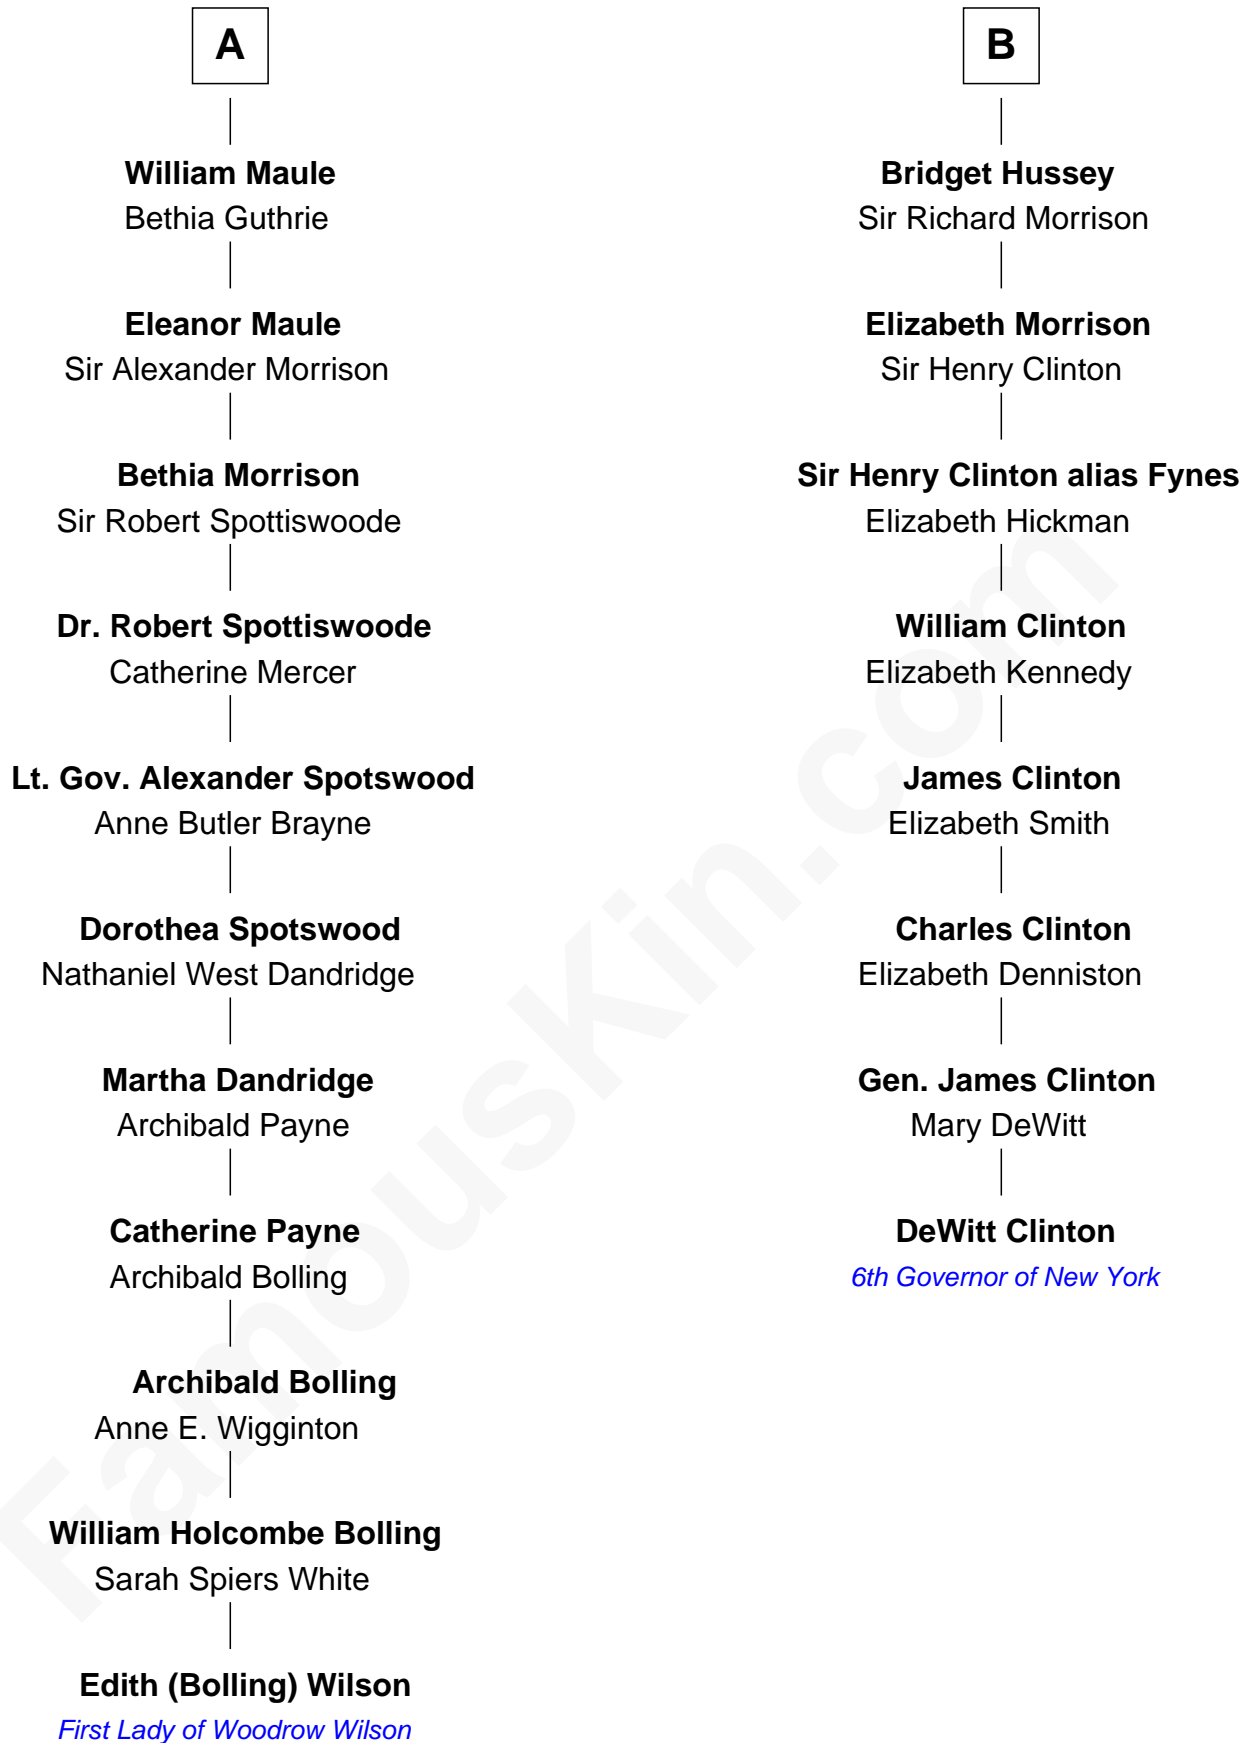 A
William Maule
Bethia Guthrie
Eleanor Maule
Sir Alexander Morrison
Bethia Morrison
Sir Robert Spottiswoode
Dr. Robert Spottiswoode
Catherine Mercer
Lt. Gov. Alexander Spotswood
Anne Butler Brayne
Dorothea Spotswood
Nathaniel West Dandridge
Martha Dandridge
Archibald Payne
Catherine Payne
Archibald Bolling
Archibald Bolling
Anne E. Wigginton
William Holcombe Bolling
Sarah Spiers White
Edith (Bolling) Wilson
First Lady of Woodrow Wilson
B
Bridget Hussey
Sir Richard Morrison
Elizabeth Morrison
Sir Henry Clinton
Sir Henry Clinton alias Fynes
Elizabeth Hickman
William Clinton
Elizabeth Kennedy
James Clinton
Elizabeth Smith
Charles Clinton
Elizabeth Denniston
Gen. James Clinton
Mary DeWitt
DeWitt Clinton
6th Governor of New York
FamousKin.com